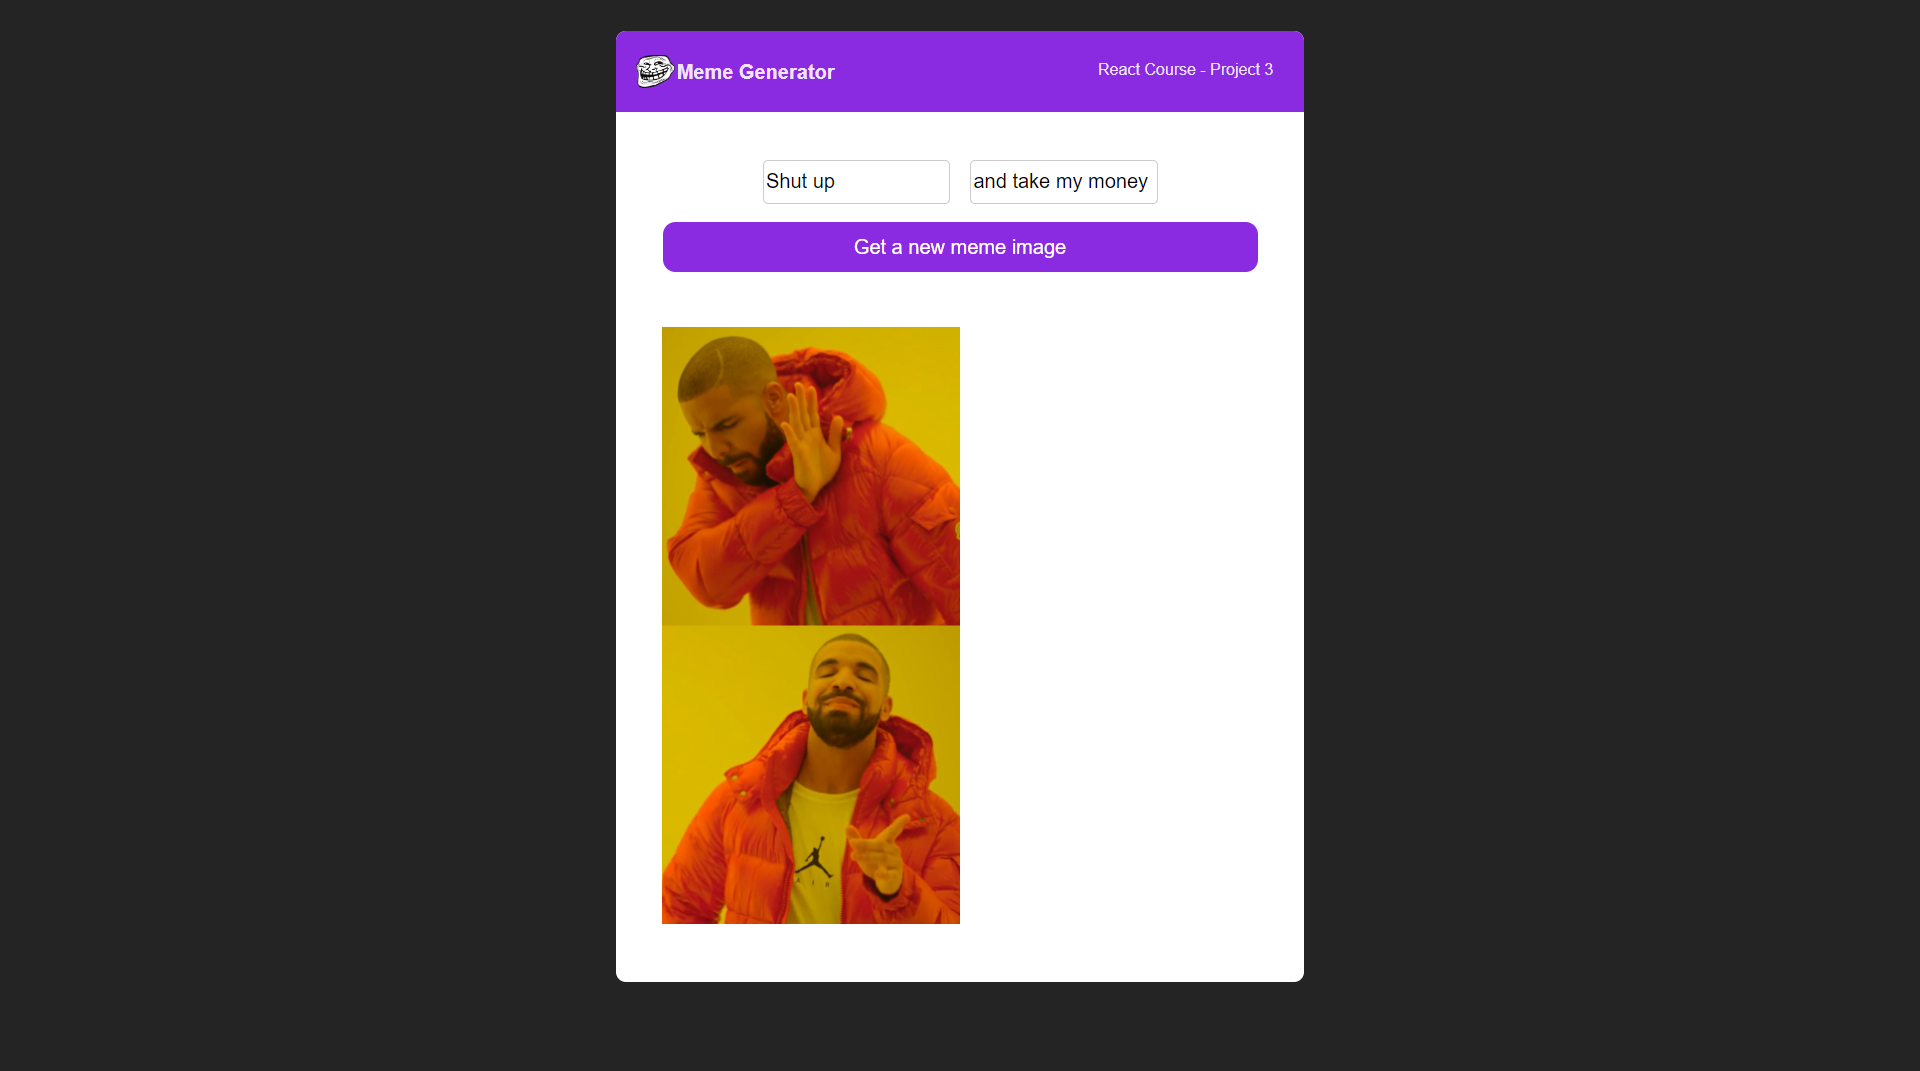 Meme Generator
React Course - Project 3
Shut up
and take my money
Get a new meme image